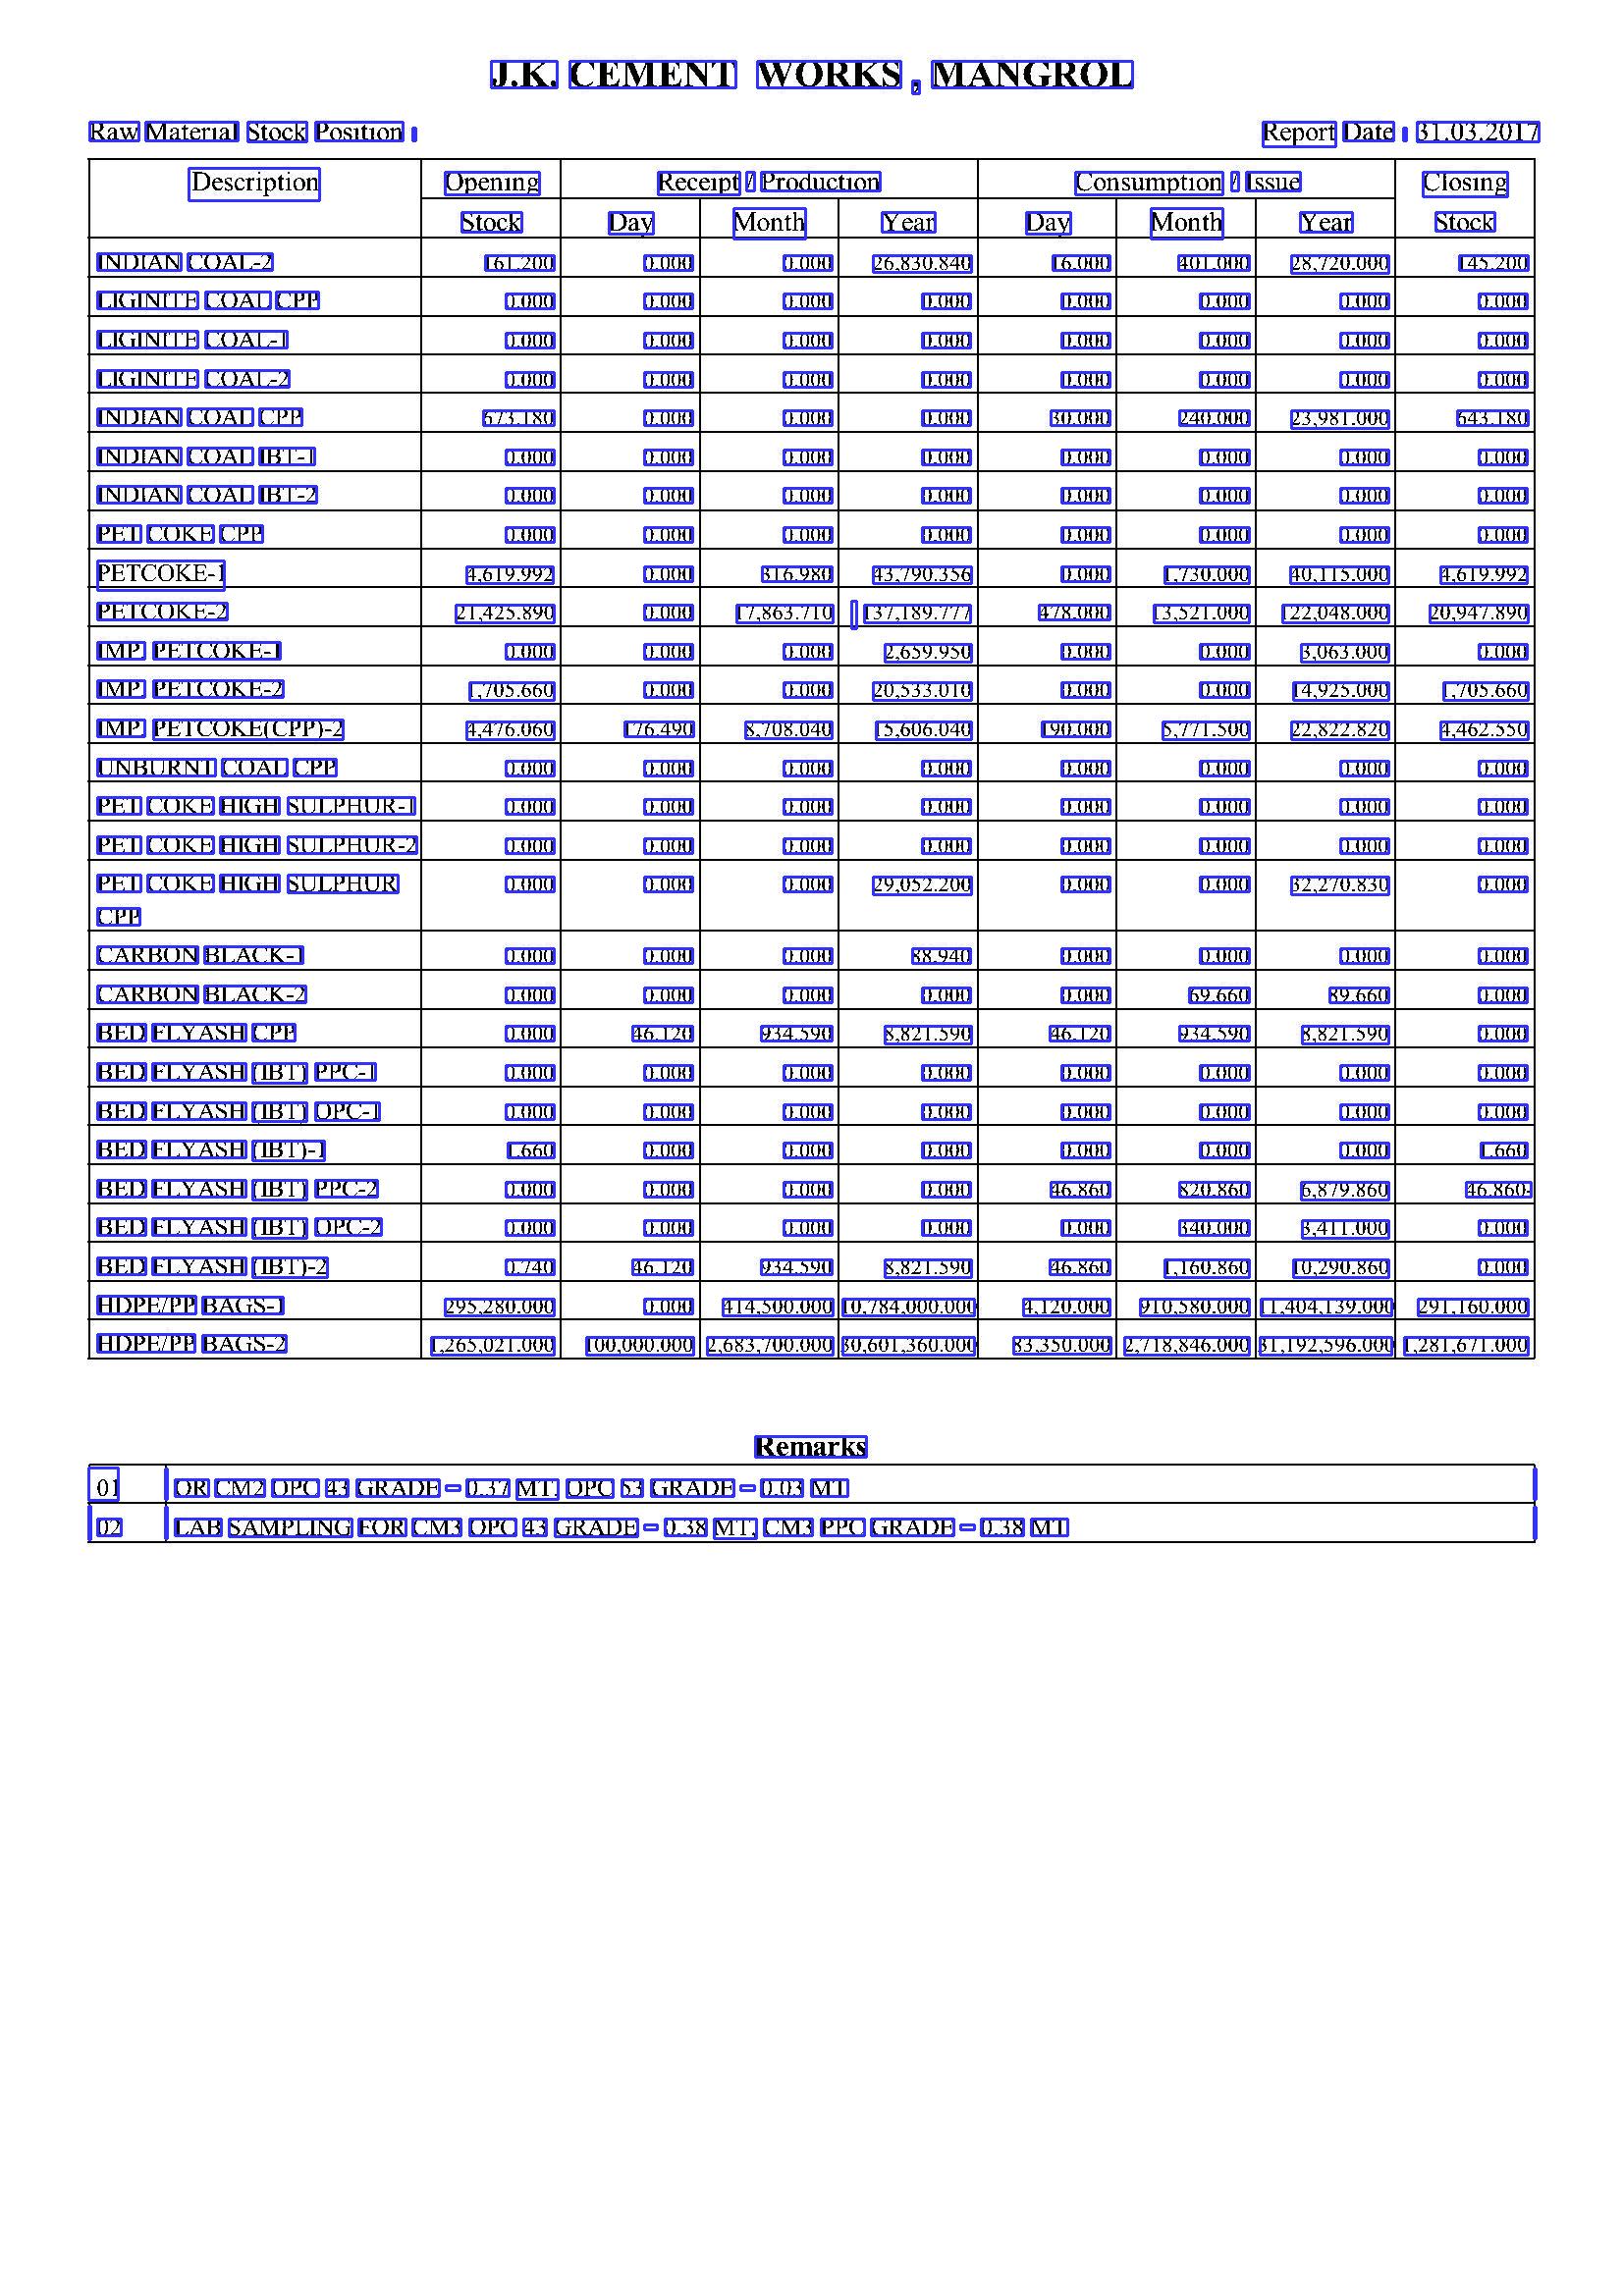 J.K. CEMENT WORKS , MANGROL
Raw Material Stock Position : Report Date : 31.03.2017
Description Opening Receipt / Production Consumption / Issue Closing
Stock Day Month Year Day Month Year Stock
INDIAN COAL-2 161.200 0.000 0.000 26,830.840 16.000 401.000 28,720.000 145.200
LIGINITE COAL CPP 0.000 0.000 0.000 0.000 0.000 0.000 0.000 0.000
LIGINITE COAL-1 0.000 0.000 0.000 0.000 0.000 0.000 0.000 0.000
LIGINITE COAL-2 0.000 0.000 0.000 0.000 0.000 0.000 0.000 0.000
INDIAN COAL CPP 673.180 0.000 0.000 0.000 30.000 240.000 23,981.000 643.180
INDIAN COAL IBT-1 0.000 0.000 0.000 0.000 0.000 0.000 0.000 0.000
INDIAN COAL IBT-2 0.000 0.000 0.000 0.000 0.000 0.000 0.000 0.000
PET COKE CPP 0.000 0.000 0.000 0.000 0.000 0.000 0.000 0.000
PETCOKE-1 4,619.992 0.000 316.980 43,790.356 0.000 1,730.000 40,115.000 4,619.992
PETCOKE-2 21,425.890 0.000 17,863.710 137,189.777 478.000 13,521.000 122,048.000 20,947.890
IMP. PETCOKE-1 0.000 0.000 0.000 2,659.950 0.000 0.000 3,063.000 0.000
IMP. PETCOKE-2 1,705.660 0.000 0.000 20,533.010 0.000 0.000 14,925.000 1,705.660
IMP. PETCOKE(CPP)-2 4,476.060 176.490 8,708.040 15,606.040 190.000 5,771.500 22,822.820 4,462.550
UNBURNT COAL CPP 0.000 0.000 0.000 0.000 0.000 0.000 0.000 0.000
PET COKE HIGH SULPHUR-1 0.000 0.000 0.000 0.000 0.000 0.000 0.000 0.000
PET COKE HIGH SULPHUR-2 0.000 0.000 0.000 0.000 0.000 0.000 0.000 0.000
PET COKE HIGH SULPHUR 0.000 0.000 0.000 29,052.200 0.000 0.000 32,270.830 0.000
CPP
CARBON BLACK-1 0.000 0.000 0.000 88.940 0.000 0.000 0.000 0.000
CARBON BLACK-2 0.000 0.000 0.000 0.000 0.000 69.660 89.660 0.000
BED FLYASH CPP 0.000 46.120 934.590 8,821.590 46.120 934.590 8,821.590 0.000
BED FLYASH (IBT) PPC-1 0.000 0.000 0.000 0.000 0.000 0.000 0.000 0.000
BED FLYASH (IBT) OPC-1 0.000 0.000 0.000 0.000 0.000 0.000 0.000 0.000
BED FLYASH (IBT)-1 1.660 0.000 0.000 0.000 0.000 0.000 0.000 1.660
BED FLYASH (IBT) PPC-2 0.000 0.000 0.000 0.000 46.860 820.860 6,879.860 46.860-
BED FLYASH (IBT) OPC-2 0.000 0.000 0.000 0.000 0.000 340.000 3,411.000 0.000
BED FLYASH (IBT)-2 0.740 46.120 934.590 8,821.590 46.860 1,160.860 10,290.860 0.000
HDPE/PP BAGS-1 295,280.000 0.000 414,500.000 10,784,000.000 4,120.000 910,580.000 11,404,139.000 291,160.000
HDPE/PP BAGS-2 1,265,021.000 100,000.000 2,683,700.000 30,601,360.000 83,350.000 2,718,846.000 31,192,596.000 1,281,671.000
Remarks
01 OR CM2 OPC 43 GRADE – 0.37 MT, OPC 53 GRADE – 0.03 MT
02 LAB SAMPLING FOR CM3 OPC 43 GRADE – 0.38 MT, CM3 PPC GRADE – 0.38 MT